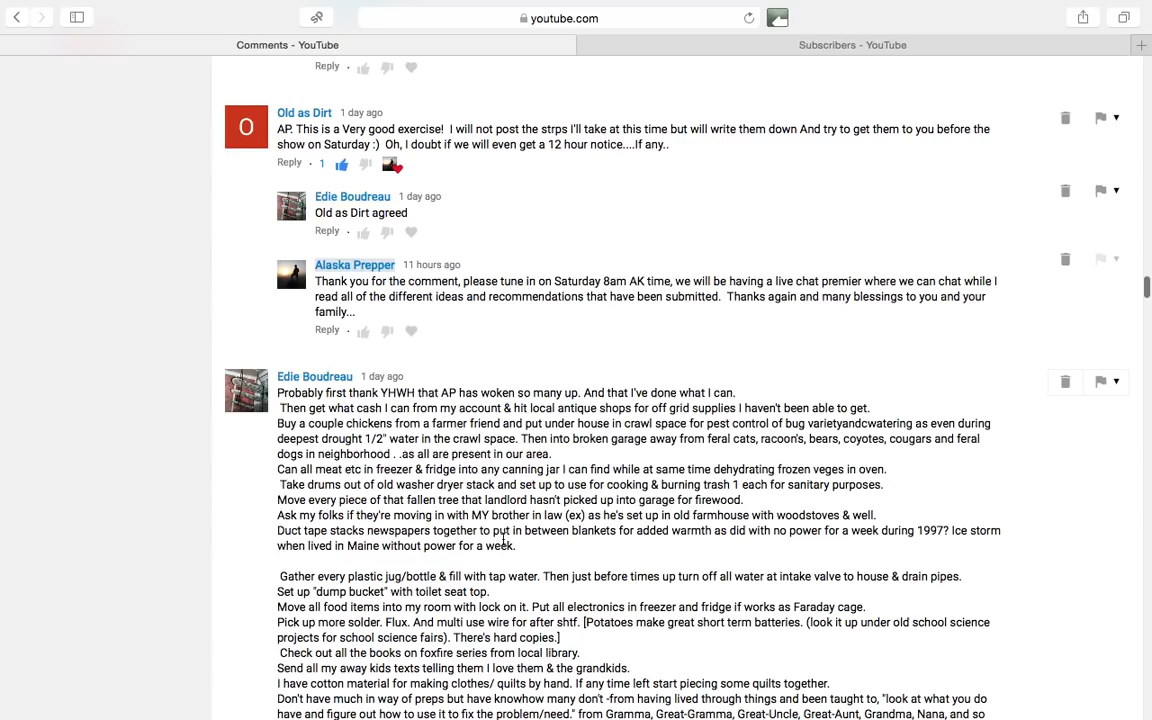 youtube.com
Comments - YouTube
Subscribers - YouTube
Reply
O
Old as Dirt 1 day ago
AP. This is a Very good exercise! I will not post the strps I'll take at this time but will write them down And try to get them to you before the
show on Saturday :) Oh, I doubt if we will even get a 12 hour notice....If any..
Reply · 1
Edie Boudreau 1 day ago
Old as Dirt agreed
Reply
Alaska Prepper 11 hours ago
Thank you for the comment, please tune in on Saturday 8am AK time, we will be having a live chat premier where we can chat while I
read all of the different ideas and recommendations that have been submitted. Thanks again and many blessings to you and your
family...
Reply
Edie Boudreau 1 day ago
Probably first thank YHWH that AP has woken so many up. And that I've done what I can.
Then get what cash I can from my account & hit local antique shops for off grid supplies I haven't been able to get.
Buy a couple chickens from a farmer friend and put under house in crawl space for pest control of bug varietyandcwatering as even during
deepest drought 1/2" water in the crawl space. Then into broken garage away from feral cats, racoon's, bears, coyotes, cougars and feral
dogs in neighborhood . .as all are present in our area.
Can all meat etc in freezer & fridge into any canning jar I can find while at same time dehydrating frozen veges in oven.
Take drums out of old washer dryer stack and set up to use for cooking & burning trash 1 each for sanitary purposes.
Move every piece of that fallen tree that landlord hasn't picked up into garage for firewood.
Ask my folks if they're moving in with MY brother in law (ex) as he's set up in old farmhouse with woodstoves & well.
Duct tape stacks newspapers together to put in between blankets for added warmth as did with no power for a week during 1997? Ice storm
when lived in Maine without power for a week.
Gather every plastic jug/bottle & fill with tap water. Then just before times up turn off all water at intake valve to house & drain pipes.
Set up "dump bucket" with toilet seat top.
Move all food items into my room with lock on it. Put all electronics in freezer and fridge if works as Faraday cage.
Pick up more solder. Flux. And multi use wire for after shtf. [Potatoes make great short term batteries. (look it up under old school science
projects for school science fairs). There's hard copies.]
Check out all the books on foxfire series from local library.
Send all my away kids texts telling them I love them & the grandkids.
I have cotton material for making clothes/ quilts by hand. If any time left start piecing some quilts together.
Don't have much in way of preps but have knowhow many don't -from having lived through things and been taught to, "look at what you do
have and figure out how to use it to fix the problem/need." from Gramma, Great-Gramma, Great-Uncle, Great-Aunt, Grandma, Nana, and so